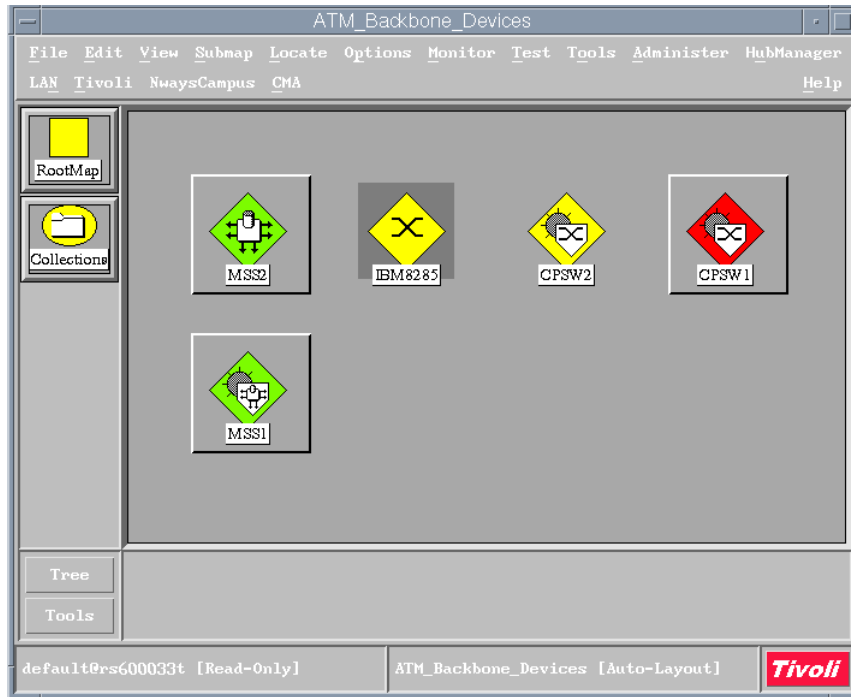 ATM_Backbone_Devices
File Edit View Submap Locate Options Monitor Test Tools Administer HubManager
LAN Tivoli NwaysCampus CMA Help
RootMap
Collections
MSS2 IBM8285 CPSW2 CPSW1
MSS1
Tree
Tools
default@rs600033t [Read-Only] ATM_Backbone_Devices [Auto-Layout] Tivoli